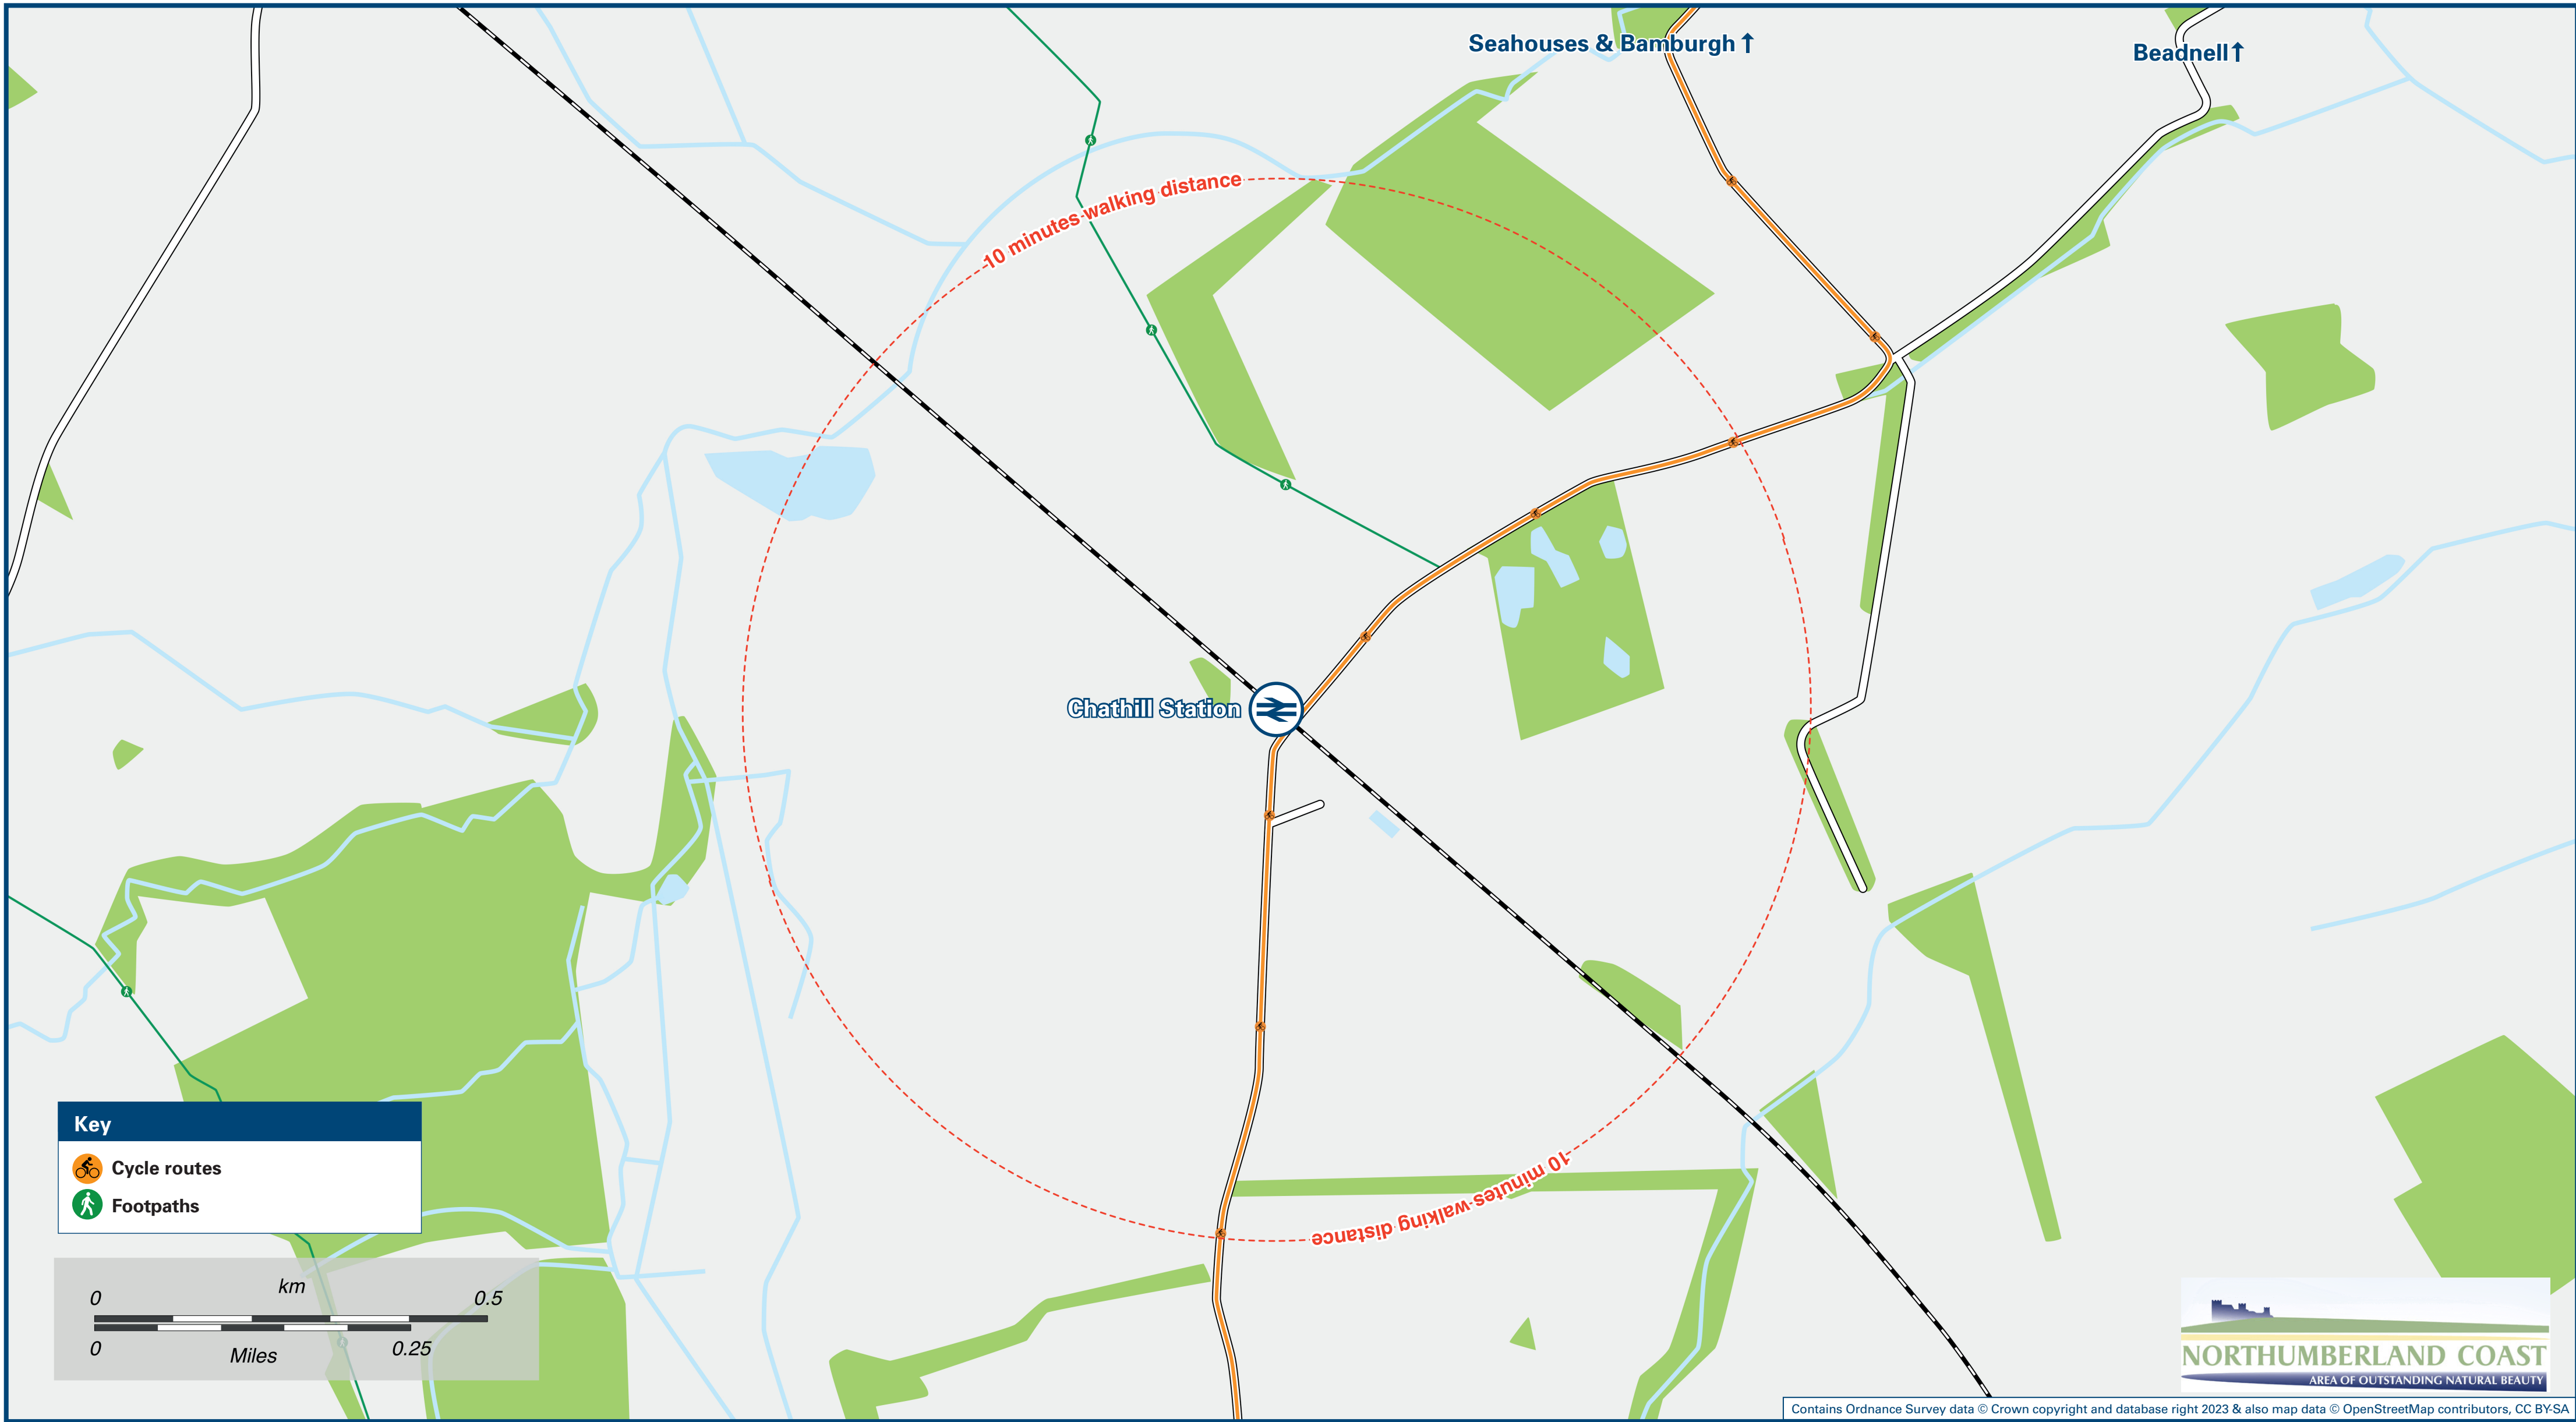 Seahouses & Bamburgh↑
Beadnell↑
10 minutes walking distance
Chathill Station
10 minutes walking distance
Key
Cycle routes
Footpaths
km
0 0.5
0 0.25
Miles
NORTHUMBERLAND COAST
AREA OF OUTSTANDING NATURAL BEAUTY
Contains Ordnance Survey data © Crown copyright and database right 2023 & also map data © OpenStreetMap contributors, CC BY-SA